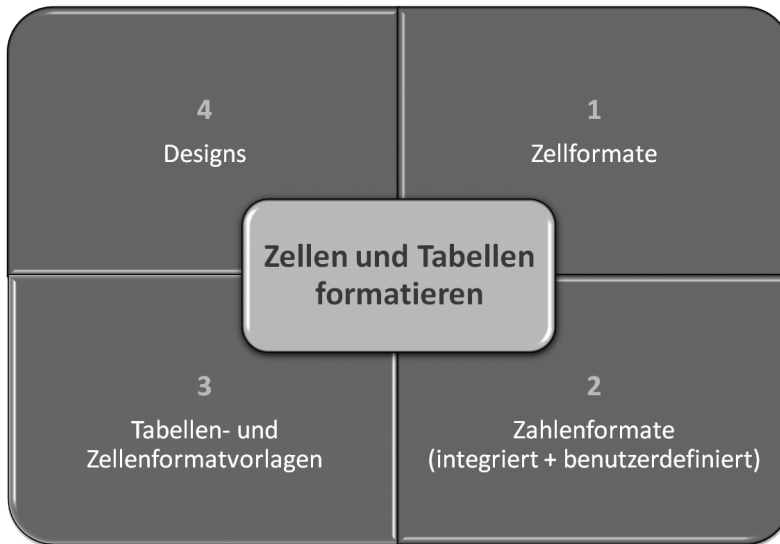 4
Designs
1
Zellformate
Zellen und Tabellen
formatieren
3
Tabellen- und
Zellenformatvorlagen
2
Zahlenformate
(integriert + benutzerdefiniert)